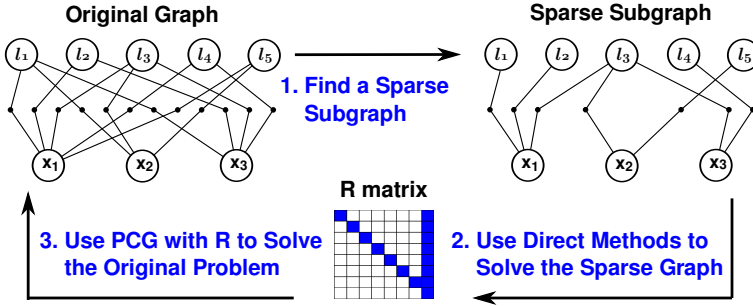 Original Graph
Sparse Subgraph
l₁ l₂ l₃ l₄ l₅
l₁ l₂ l₃ l₄ l₅
1. Find a Sparse
Subgraph
x₁ x₂ x₃
x₁ x₂ x₃
R matrix
3. Use PCG with R to Solve
the Original Problem
2. Use Direct Methods to
Solve the Sparse Graph